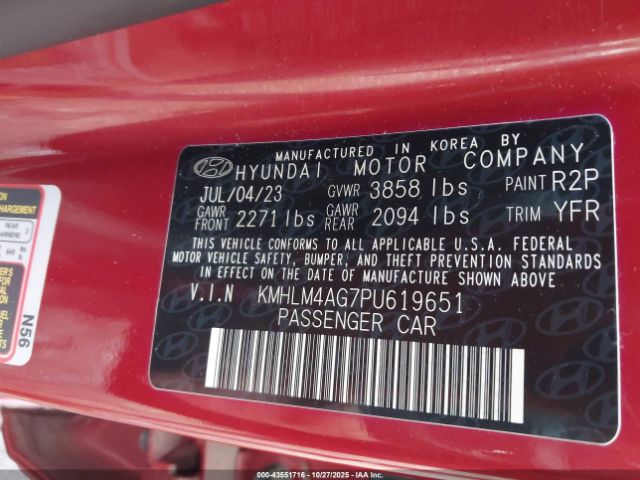 MANUFACTURED IN KOREA BY
HYUNDAI MOTOR COMPANY
JUL/04/23 GVWR 3858 lbs PAINT R2P
GAWR FRONT 2271 lbs GAWR REAR 2094 lbs TRIM YFR
THIS VEHICLE CONFORMS TO ALL APPLICABLE U.S.A. FEDERAL
MOTOR VEHICLE SAFETY, BUMPER, AND THEFT PREVENTION STANDARDS
IN EFFECT ON THE DATE OF MANUFACTURE SHOWN ABOVE
V.I.N KMHLM4AG7PU619651
PASSENGER CAR
REAR
N56
000-43551716 - 10/27/2025 - IAAI.com